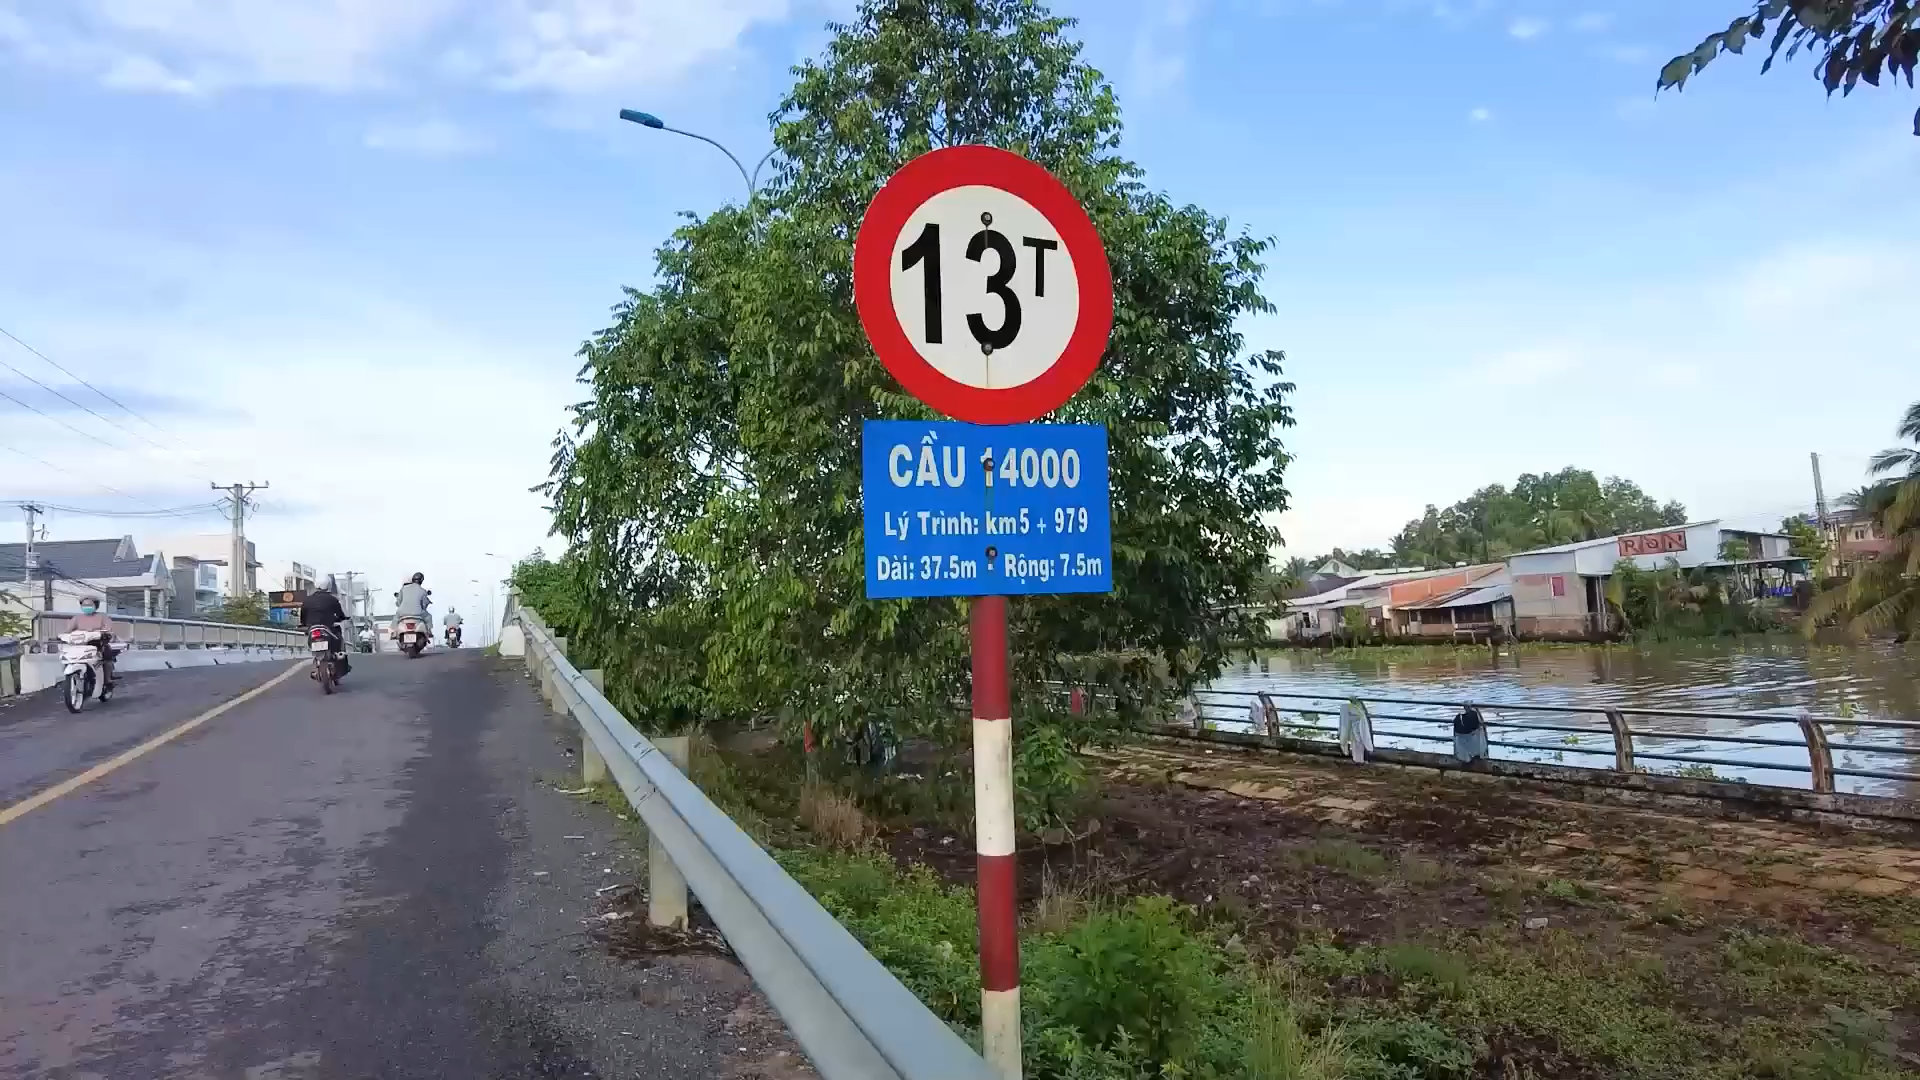 13T
CẦU 14000
Lý Trình: km5 + 979
Dài: 37.5m - Rộng: 7.5m
RON